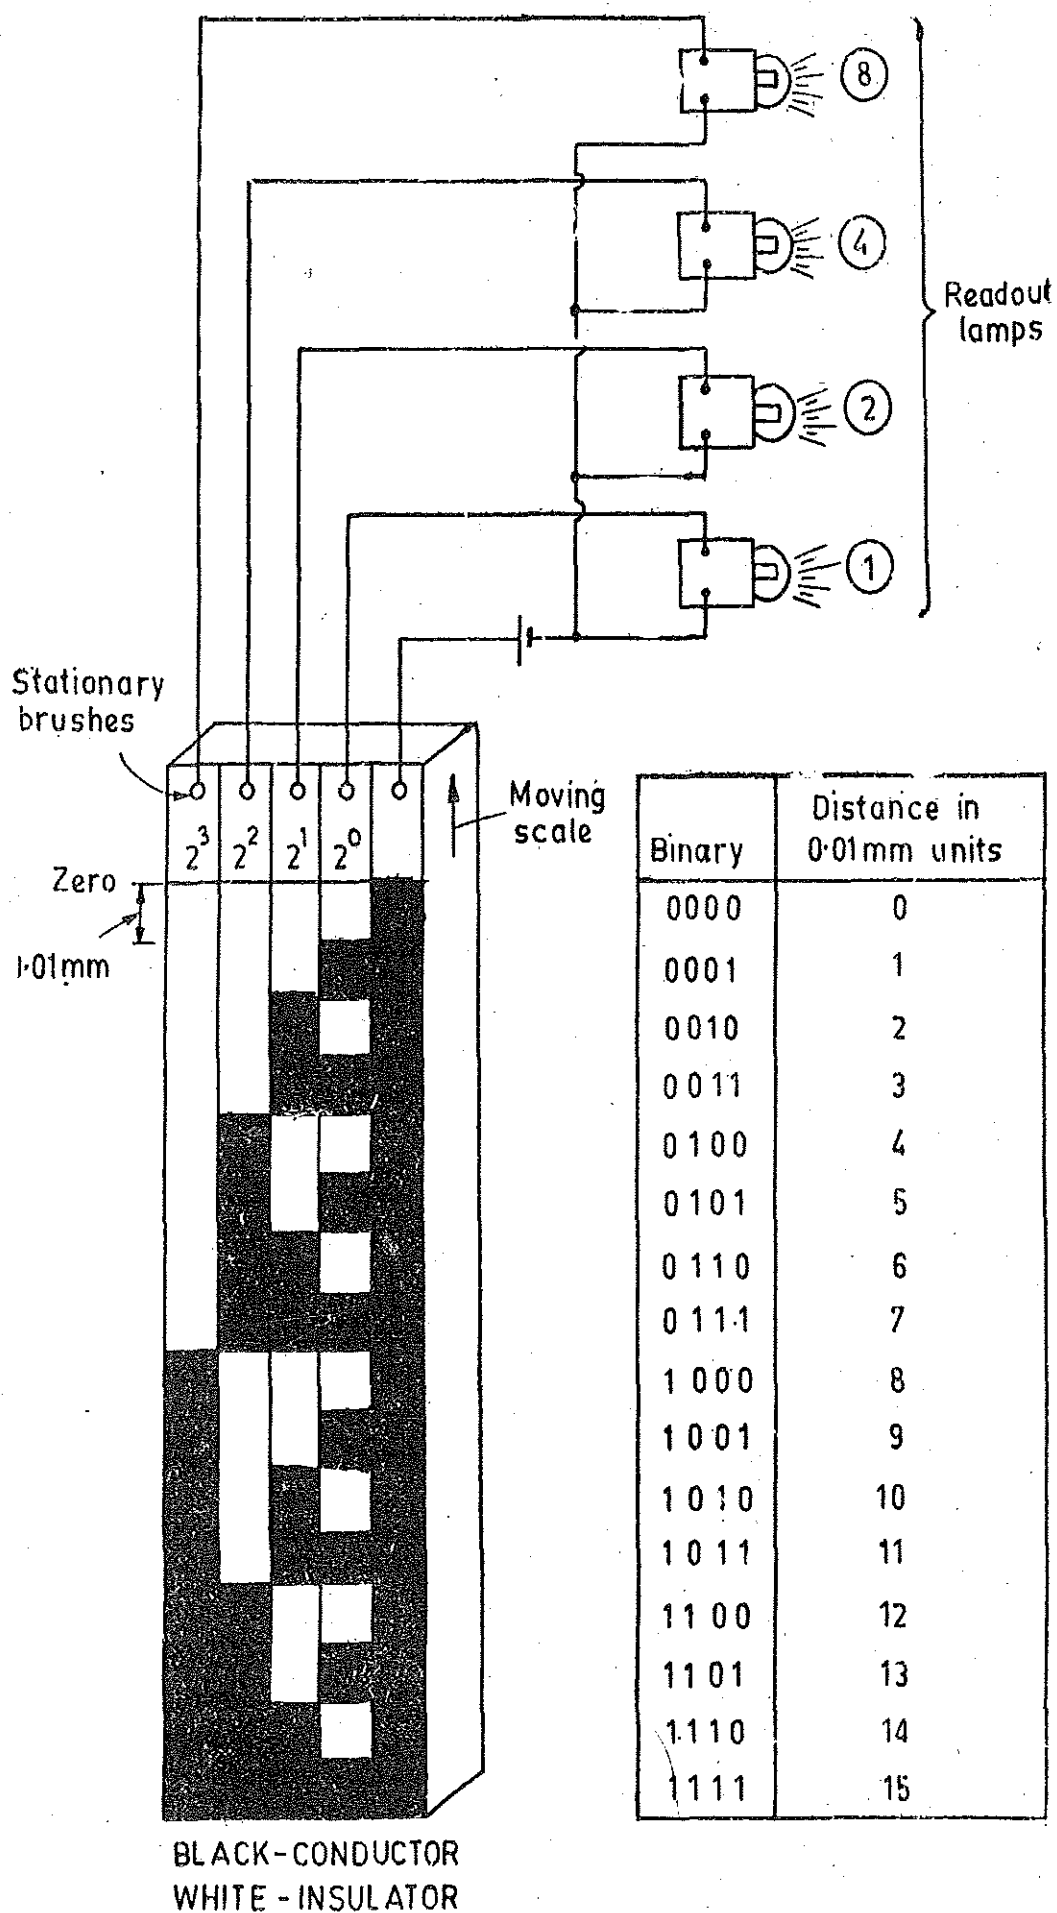 8
4
Readout
lamps
2
1
Stationary
brushes
Moving
scale
2³ 2² 2¹ 2⁰
Zero
1·01mm
Binary Distance in
0·01mm units
0000 0
0001 1
0010 2
0011 3
0100 4
0101 5
0110 6
0111 7
1000 8
1001 9
1010 10
1011 11
1100 12
1101 13
1110 14
1111 15
BLACK-CONDUCTOR
WHITE-INSULATOR